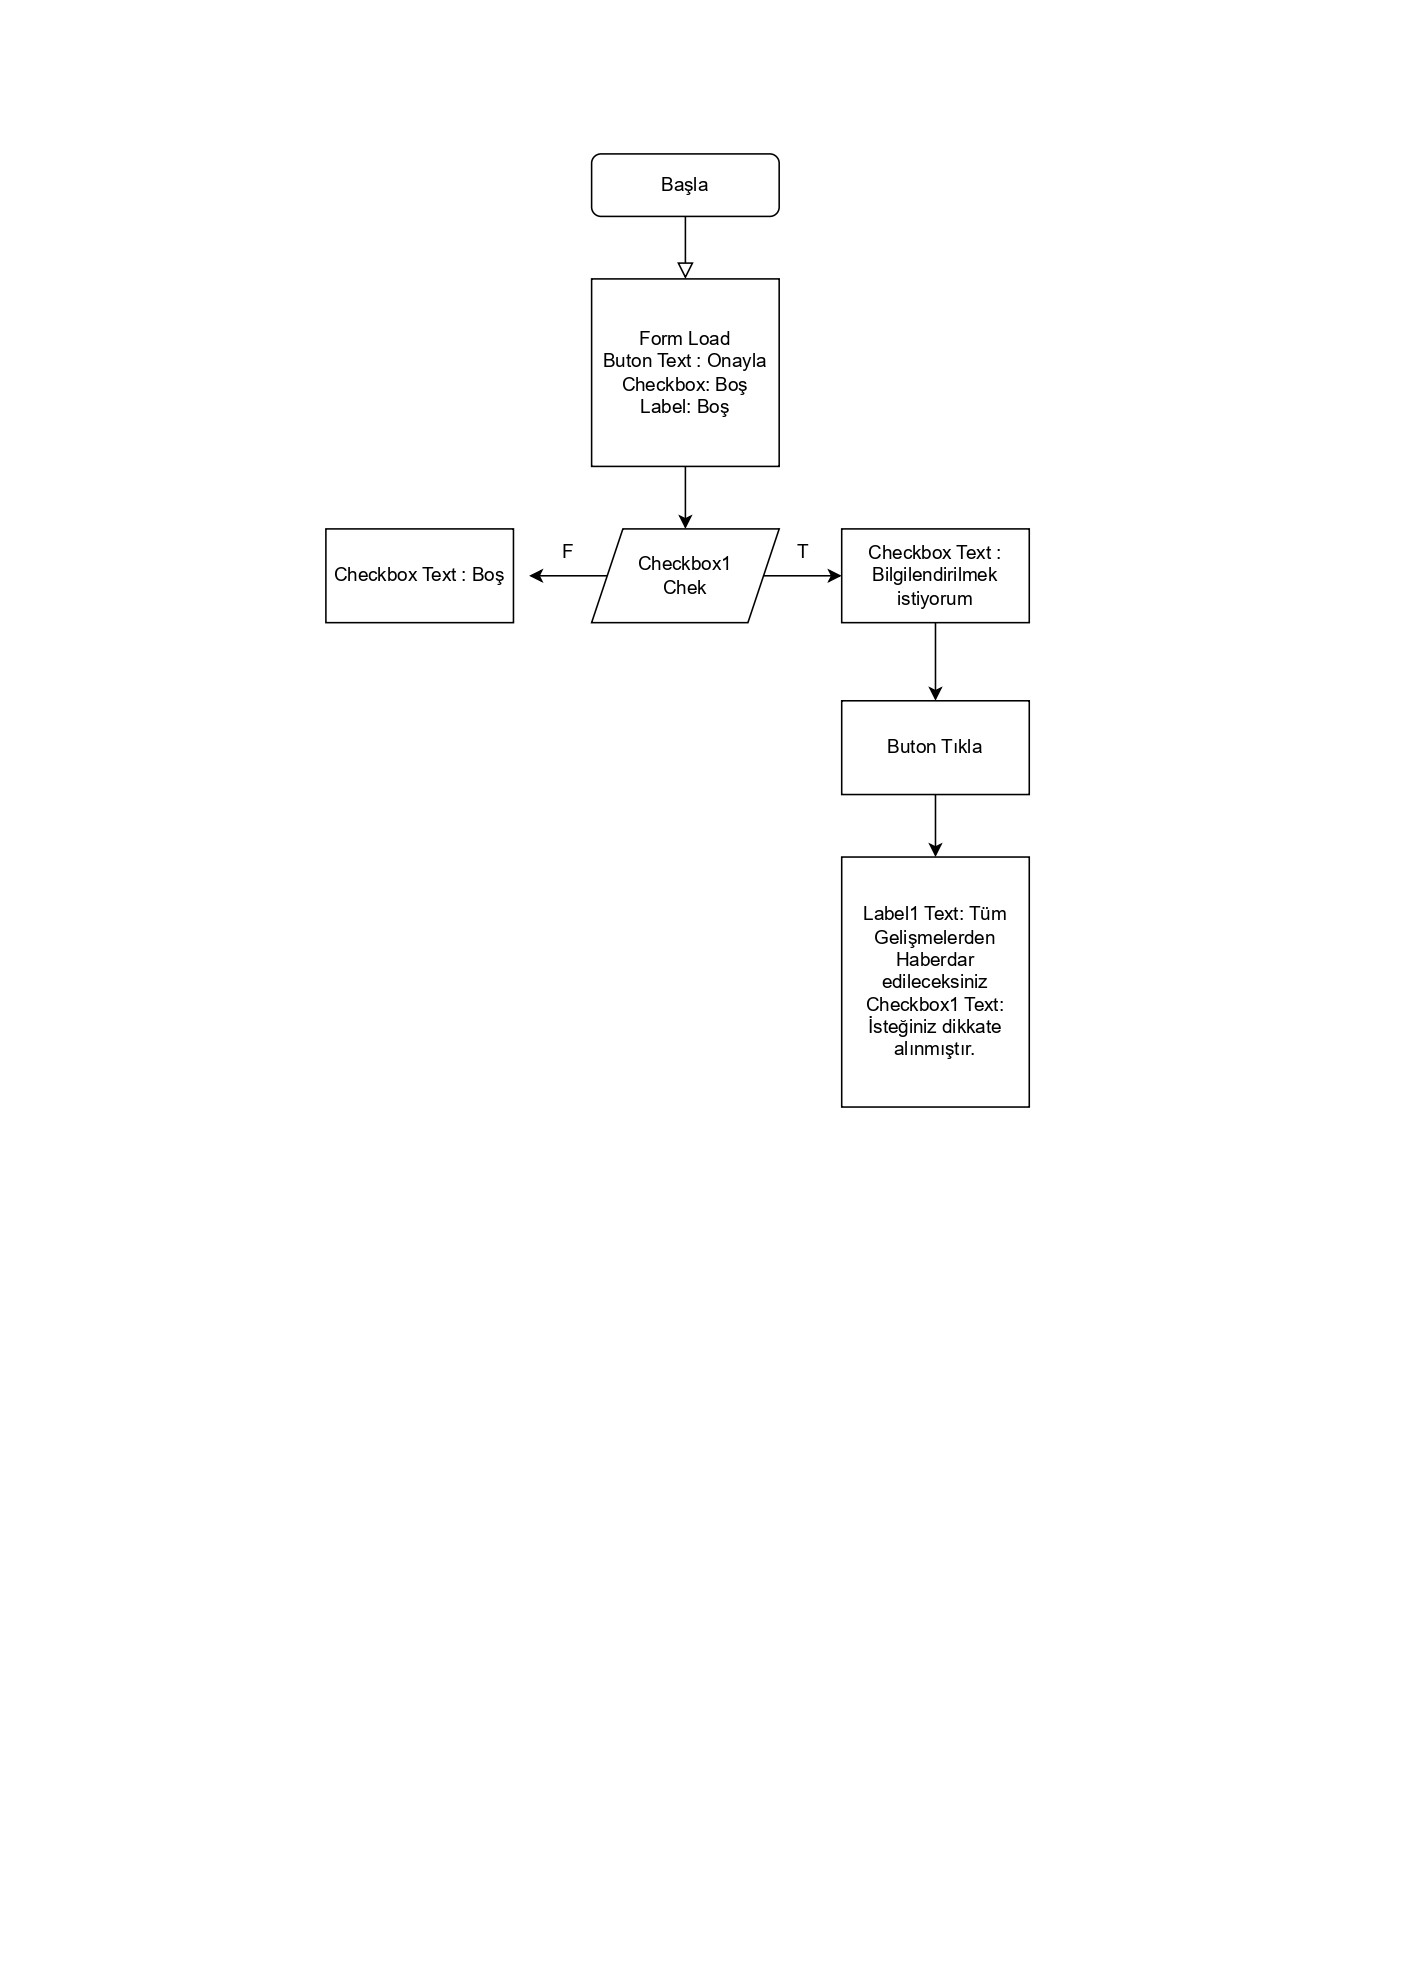 Başla
Form Load
Buton Text : Onayla
Checkbox: Boş
Label: Boş
Checkbox Text : Boş
F
Checkbox1
Chek
T
Checkbox Text :
Bilgilendirilmek
istiyorum
Buton Tıkla
Label1 Text: Tüm
Gelişmelerden
Haberdar
edileceksiniz
Checkbox1 Text:
İsteğiniz dikkate
alınmıştır.